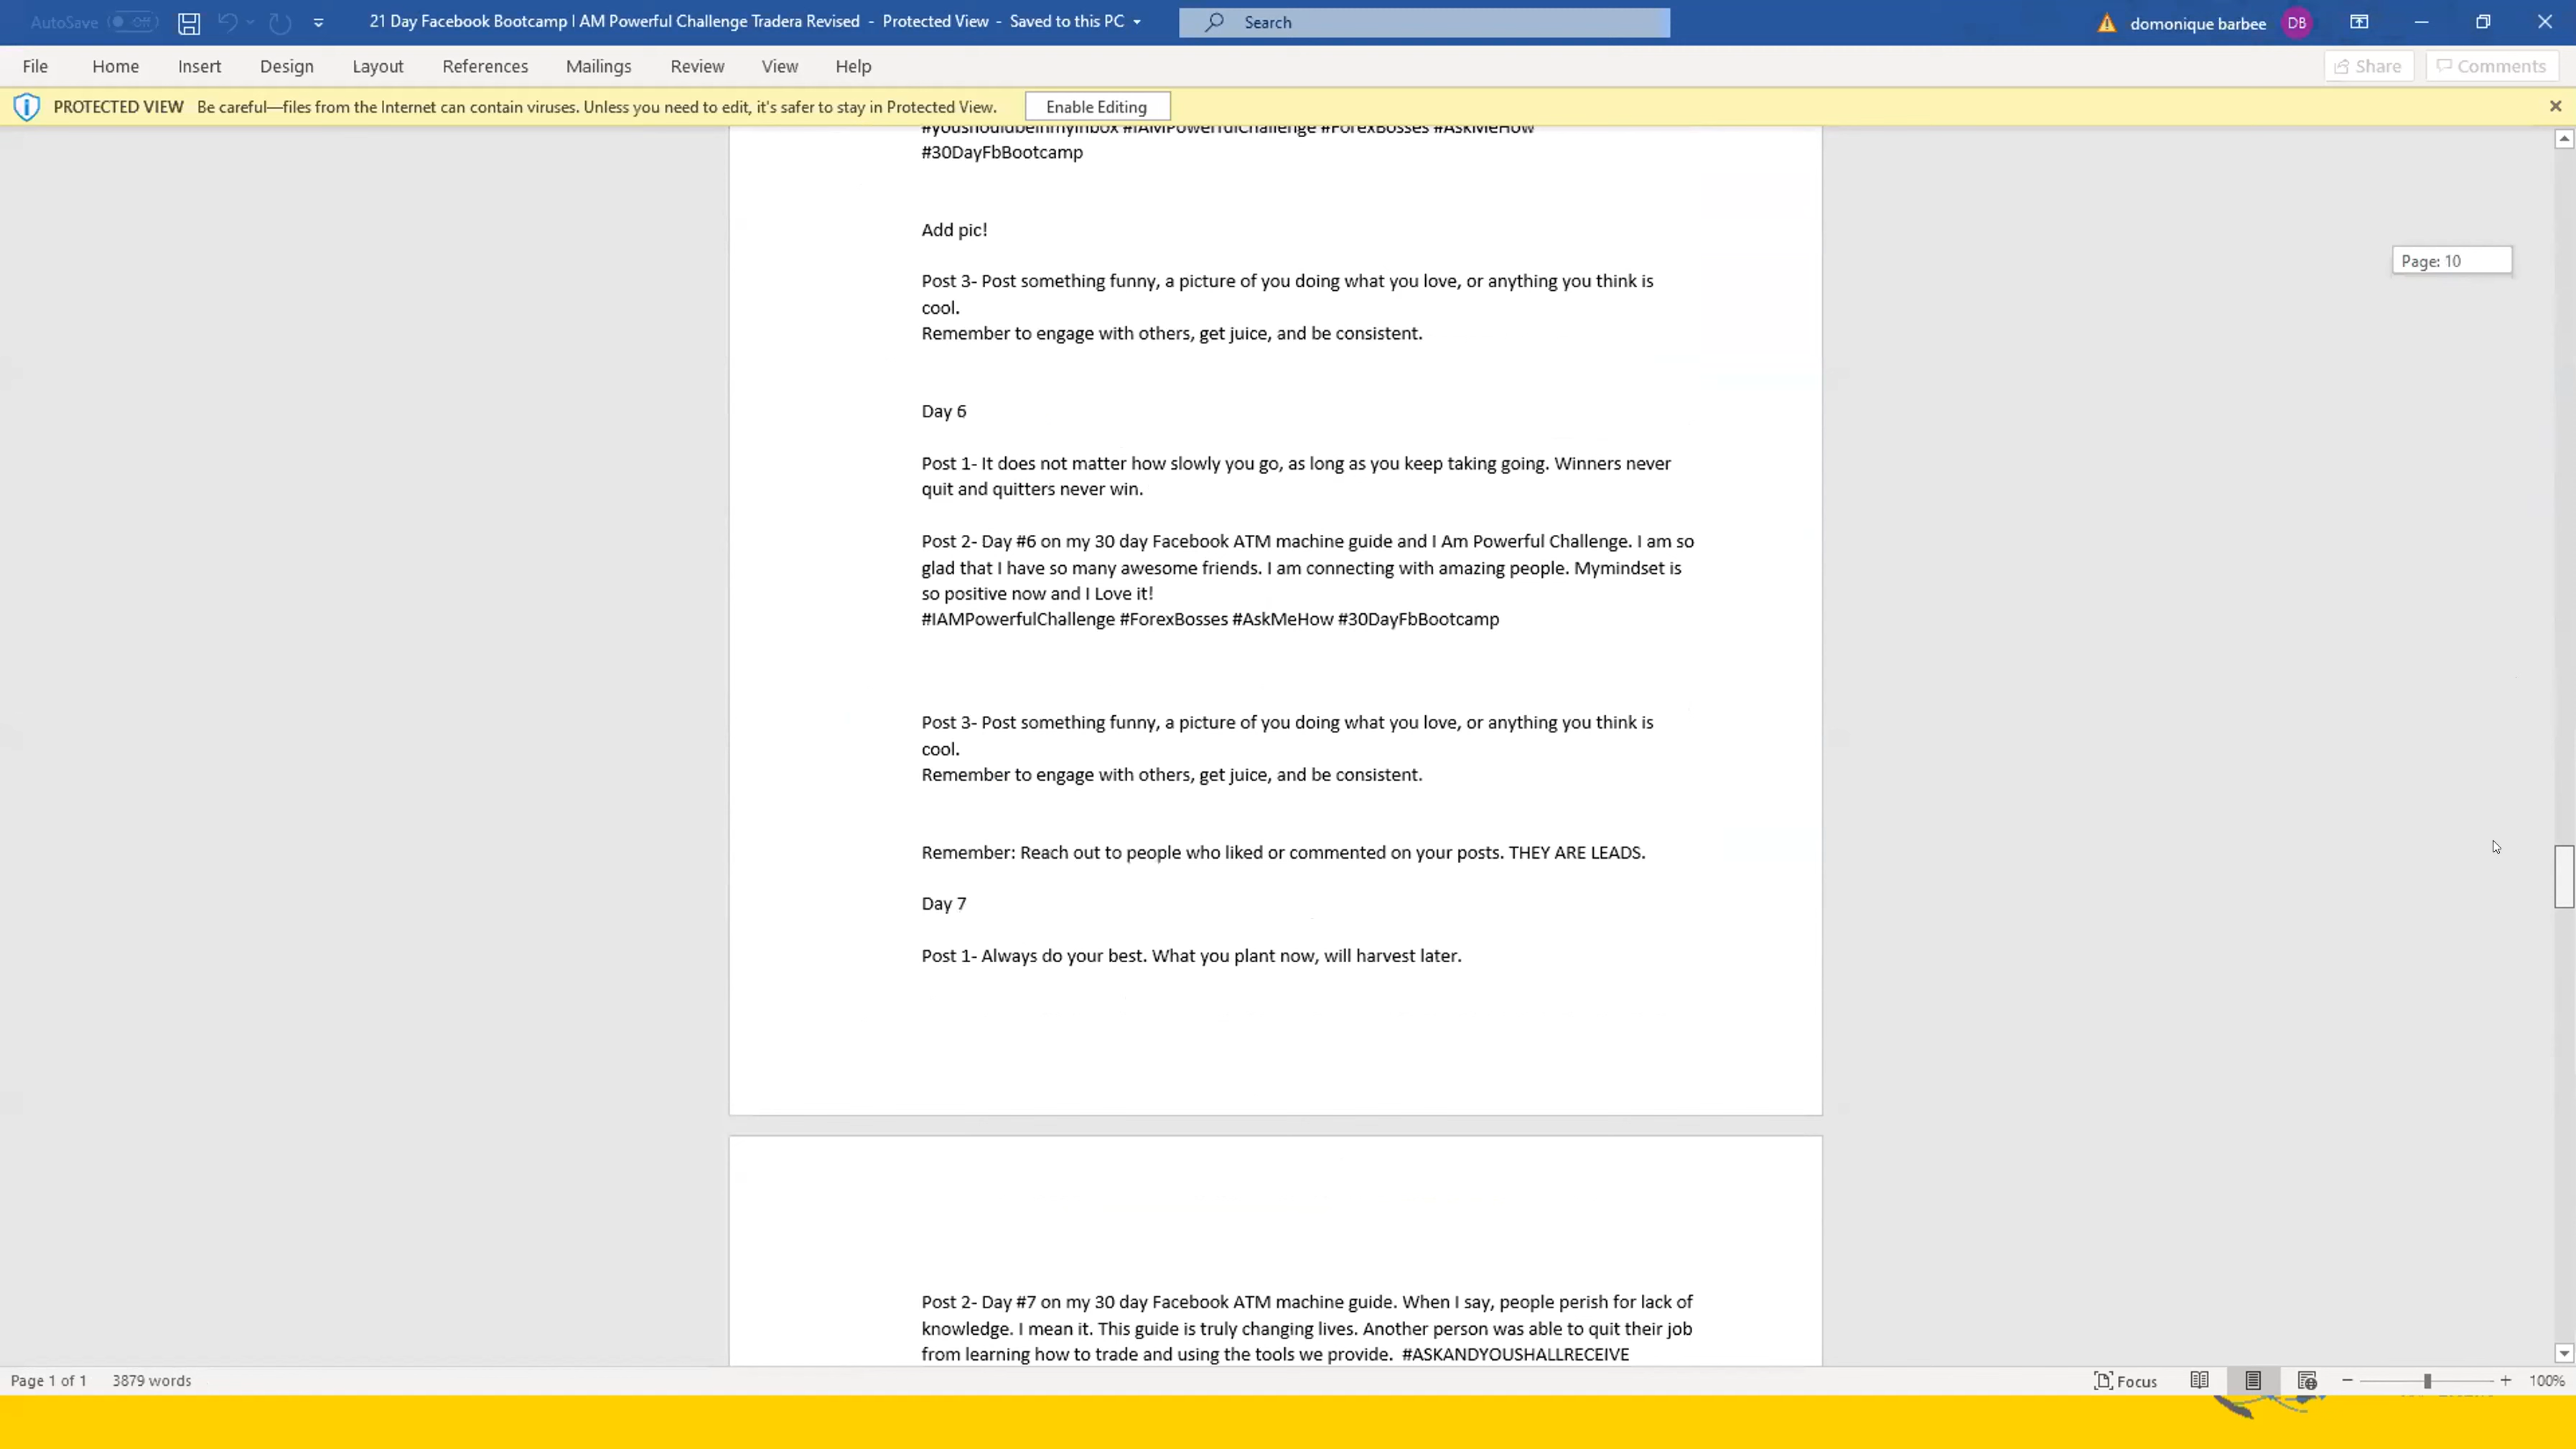 AutoSave Off 21 Day Facebook Bootcamp I AM Powerful Challenge Tradera Revised - Protected View - Saved to this PC Search domonique barbee DB
File Home Insert Design Layout References Mailings Review View Help Share Comments
PROTECTED VIEW Be careful—files from the Internet can contain viruses. Unless you need to edit, it's safer to stay in Protected View. Enable Editing
#youshouldbeinmyinbox #IAMPowerfulChallenge #ForexBosses #AskMeHow
#30DayFbBootcamp
Add pic!
Page: 10
Post 3- Post something funny, a picture of you doing what you love, or anything you think is
cool.
Remember to engage with others, get juice, and be consistent.
Day 6
Post 1- It does not matter how slowly you go, as long as you keep taking going. Winners never
quit and quitters never win.
Post 2- Day #6 on my 30 day Facebook ATM machine guide and I Am Powerful Challenge. I am so
glad that I have so many awesome friends. I am connecting with amazing people. Mymindset is
so positive now and I Love it!
#IAMPowerfulChallenge #ForexBosses #AskMeHow #30DayFbBootcamp
Post 3- Post something funny, a picture of you doing what you love, or anything you think is
cool.
Remember to engage with others, get juice, and be consistent.
Remember: Reach out to people who liked or commented on your posts. THEY ARE LEADS.
Day 7
Post 1- Always do your best. What you plant now, will harvest later.
Post 2- Day #7 on my 30 day Facebook ATM machine guide. When I say, people perish for lack of
knowledge. I mean it. This guide is truly changing lives. Another person was able to quit their job
from learning how to trade and using the tools we provide. #ASKANDYOUSHALLRECEIVE
Page 1 of 1 3879 words Focus 100%